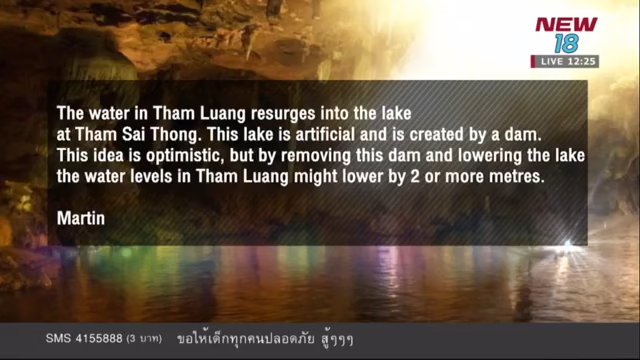 NEW
18
LIVE 12:25
The water in Tham Luang resurges into the lake
at Tham Sai Thong. This lake is artificial and is created by a dam.
This idea is optimistic, but by removing this dam and lowering the lake
the water levels in Tham Luang might lower by 2 or more metres.
Martin
SMS 4155888 (3 บาท) ขอให้เด็กทุกคนปลอดภัย สู้ๆๆๆ